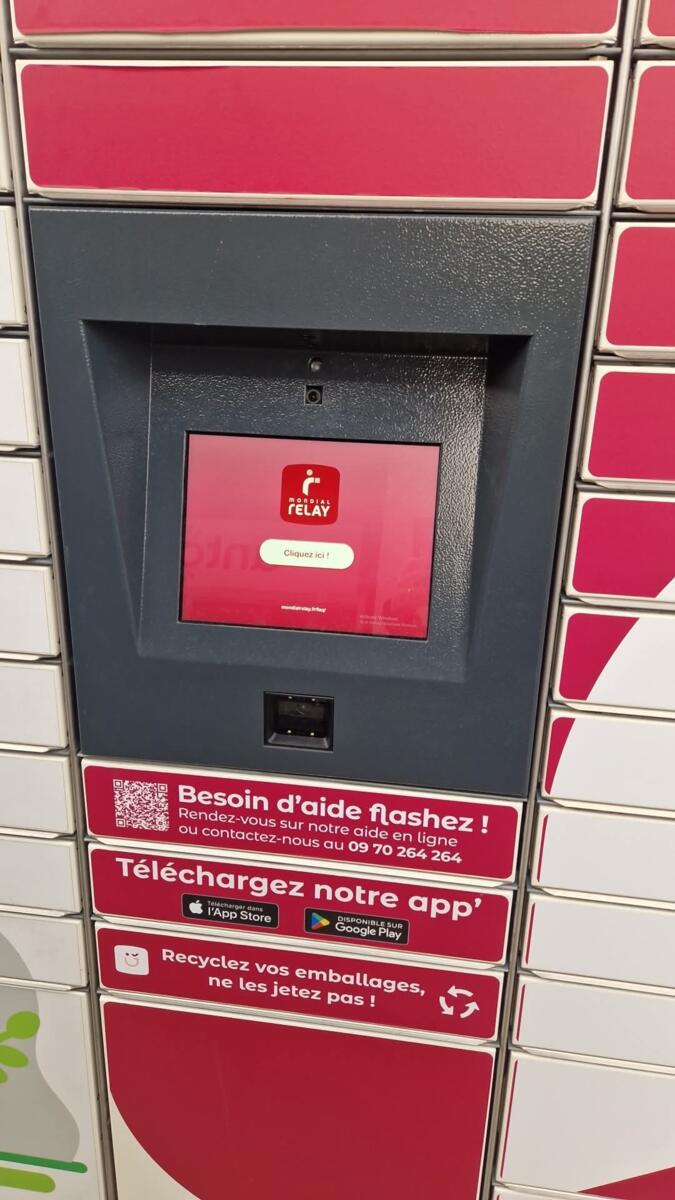 MONDIAL
RELAY
Cliquez ici !
mondialrelay.fr/faq/
Besoin d'aide flashez !
Rendez-vous sur notre aide en ligne
ou contactez-nous au 09 70 264 264
Téléchargez notre app'
Télécharger dans
l'App Store
DISPONIBLE SUR
Google Play
Recyclez vos emballages,
ne les jetez pas !